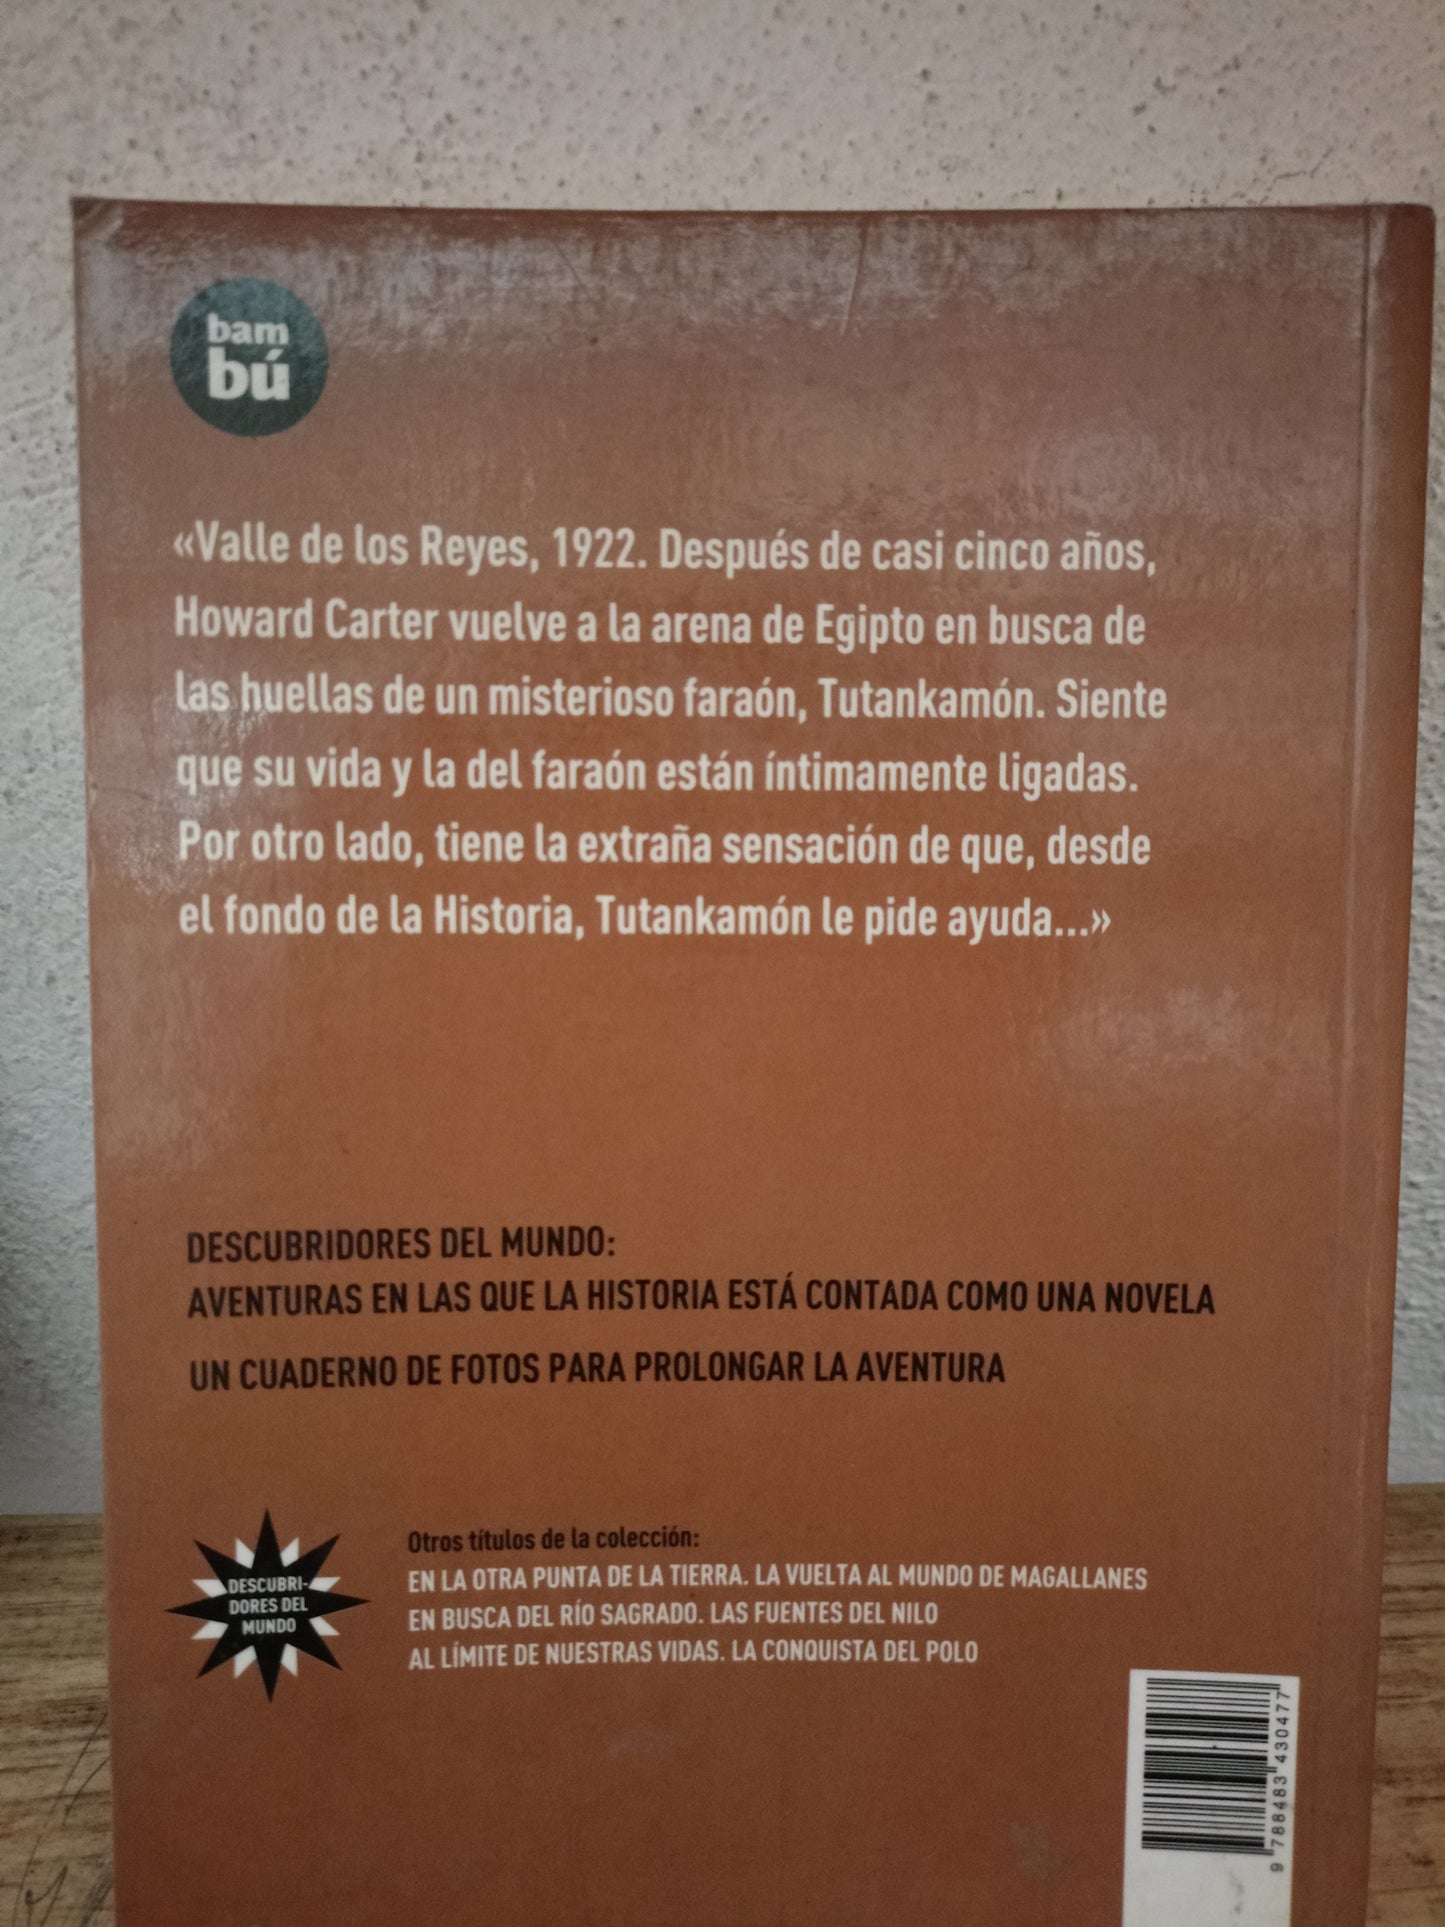 bam
bú
«Valle de los Reyes, 1922. Después de casi cinco años,
Howard Carter vuelve a la arena de Egipto en busca de
las huellas de un misterioso faraón, Tutankamón. Siente
que su vida y la del faraón están íntimamente ligadas.
Por otro lado, tiene la extraña sensación de que, desde
el fondo de la Historia, Tutankamón le pide ayuda...»
DESCUBRIDORES DEL MUNDO:
AVENTURAS EN LAS QUE LA HISTORIA ESTÁ CONTADA COMO UNA NOVELA
UN CUADERNO DE FOTOS PARA PROLONGAR LA AVENTURA
DESCUBRI-
DORES DEL
MUNDO
Otros títulos de la colección:
EN LA OTRA PUNTA DE LA TIERRA. LA VUELTA AL MUNDO DE MAGALLANES
EN BUSCA DEL RÍO SAGRADO. LAS FUENTES DEL NILO
AL LÍMITE DE NUESTRAS VIDAS. LA CONQUISTA DEL POLO
9 788483 430477